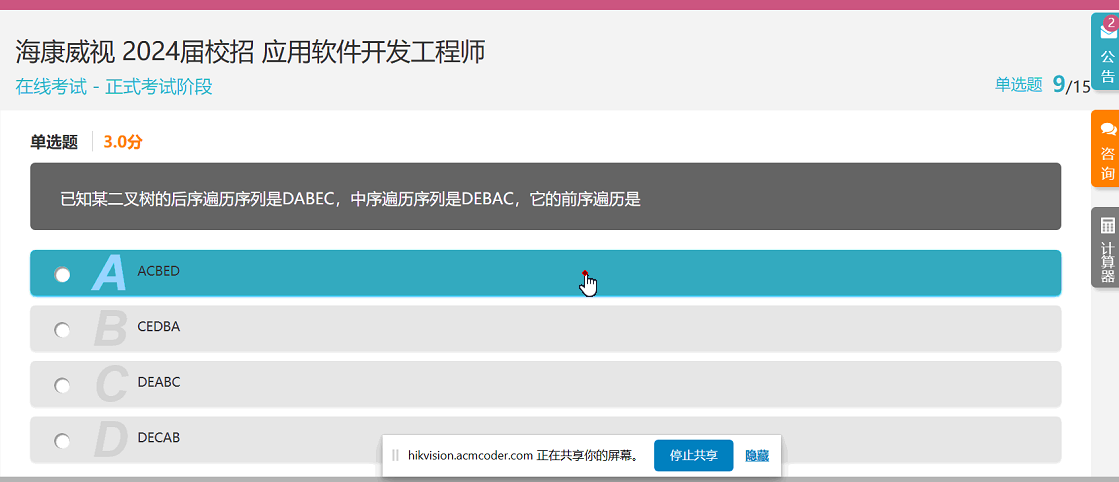 海康威视 2024届校招 应用软件开发工程师
在线考试 - 正式考试阶段
单选题 9/15
2
公告
咨询
计算器
单选题 3.0分
已知某二叉树的后序遍历序列是DABEC，中序遍历序列是DEBAC，它的前序遍历是
A ACBED
B CEDBA
C DEABC
D DECAB
hikvision.acmcoder.com 正在共享你的屏幕。 停止共享 隐藏